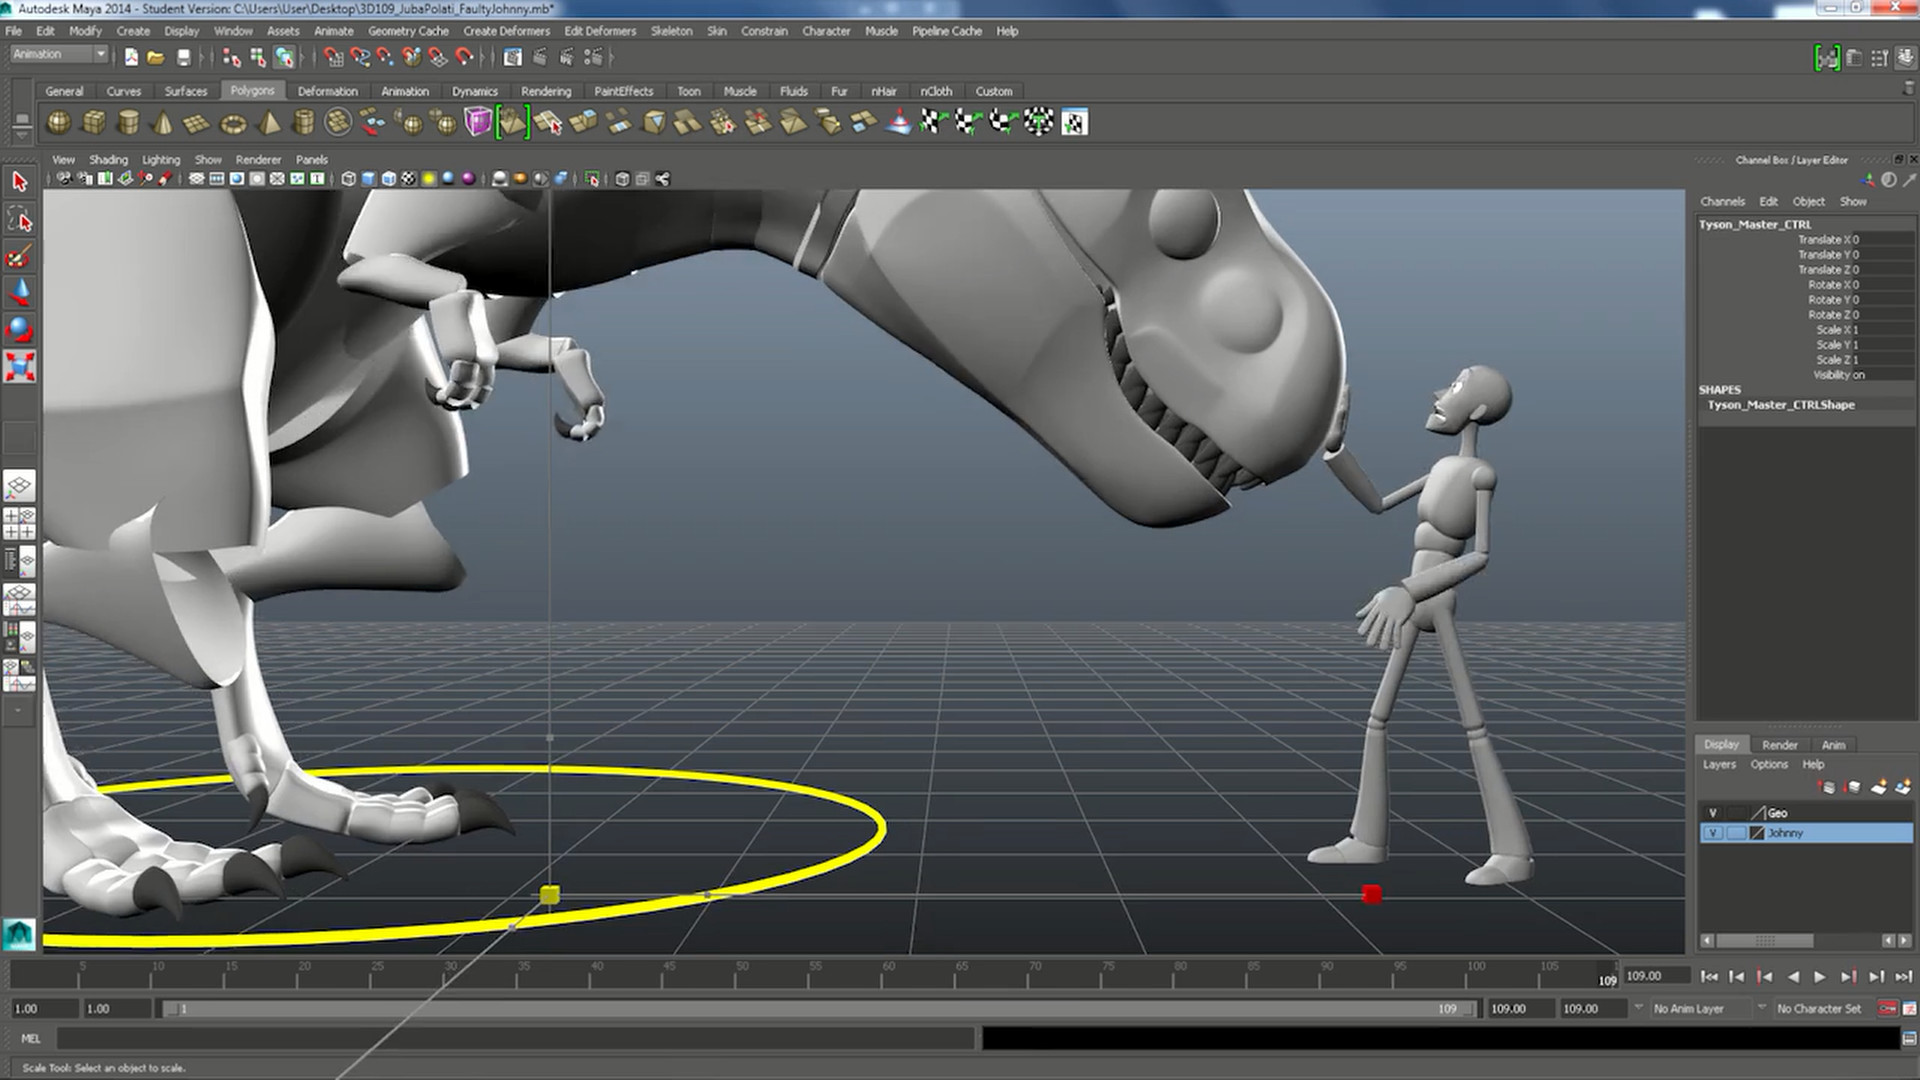 Autodesk Maya 2014 - Student Version: C:\Users\User\Desktop\3D109_JubaPolati_FaultyJohnny.mb*
File Edit Modify Create Display Window Assets Animate Geometry Cache Create Deformers Edit Deformers Skeleton Skin Constrain Character Muscle Pipeline Cache Help
Animation
General Curves Surfaces Polygons Deformation Animation Dynamics Rendering PaintEffects Toon Muscle Fluids Fur nHair nCloth Custom
View Shading Lighting Show Renderer Panels
Channel Box / Layer Editor
Channels Edit Object Show
Tyson_Master_CTRL
Translate X 0
Translate Y 0
Translate Z 0
Rotate X 0
Rotate Y 0
Rotate Z 0
Scale X 1
Scale Y 1
Scale Z 1
Visibility on
SHAPES
Tyson_Master_CTRLShape
Display Render Anim
Layers Options Help
V Geo
V Johnny
5 10 15 20 25 30 35 40 45 50 55 60 65 70 75 80 85 90 95 100 105 109 109.00
1.00 1.00 1 109 109.00 109.00 No Anim Layer No Character Set
MEL
Scale Tool: Select an object to scale.